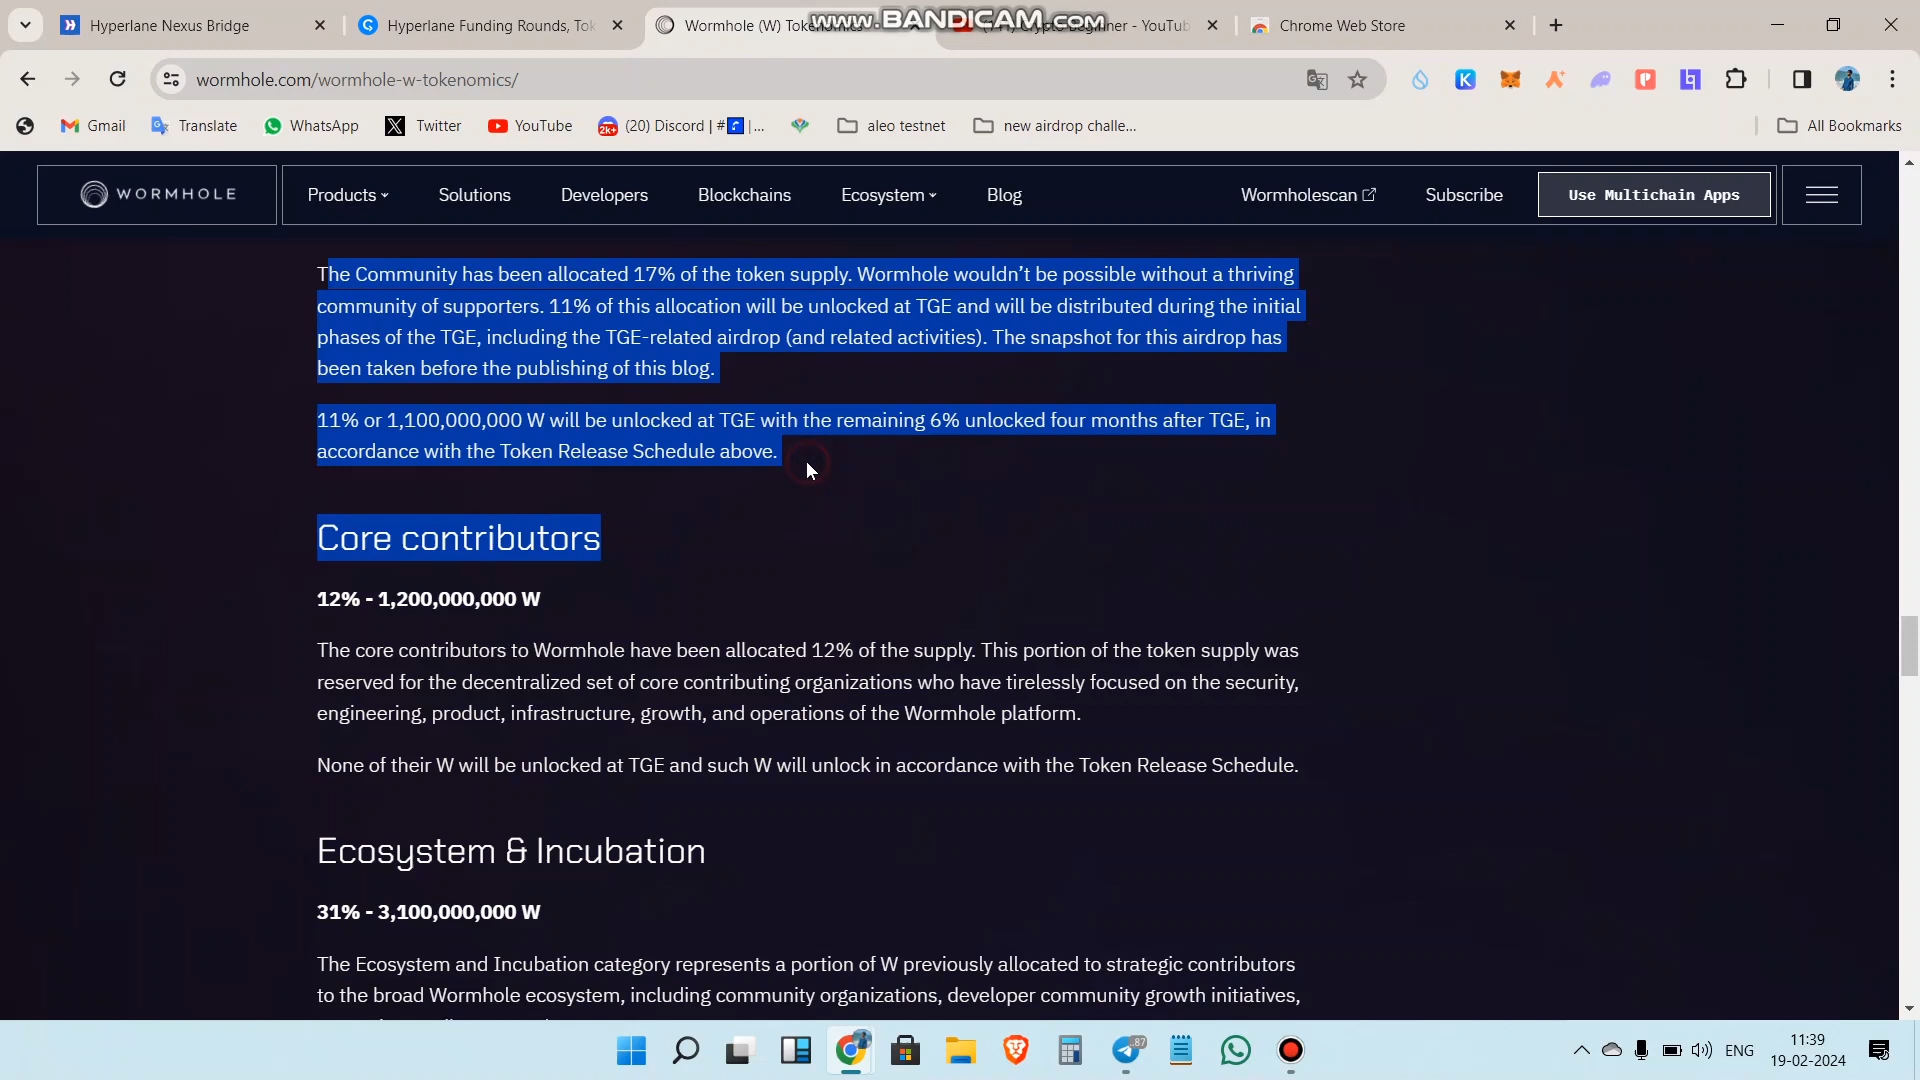 Hyperlane Nexus Bridge
Hyperlane Funding Rounds, Tok
Wormhole (W) Tokenomics
www.BANDICAM.com
Crypto Beginner - YouTub
Chrome Web Store
wormhole.com/wormhole-w-tokenomics/
Gmail
Translate
WhatsApp
Twitter
YouTube
(20) Discord | # | ...
aleo testnet
new airdrop challe...
All Bookmarks
WORMHOLE
Products
Solutions
Developers
Blockchains
Ecosystem
Blog
Wormholescan
Subscribe
Use Multichain Apps
The Community has been allocated 17% of the token supply. Wormhole wouldn’t be possible without a thriving
community of supporters. 11% of this allocation will be unlocked at TGE and will be distributed during the initial
phases of the TGE, including the TGE-related airdrop (and related activities). The snapshot for this airdrop has
been taken before the publishing of this blog.
11% or 1,100,000,000 W will be unlocked at TGE with the remaining 6% unlocked four months after TGE, in
accordance with the Token Release Schedule above.
Core contributors
12% - 1,200,000,000 W
The core contributors to Wormhole have been allocated 12% of the supply. This portion of the token supply was
reserved for the decentralized set of core contributing organizations who have tirelessly focused on the security,
engineering, product, infrastructure, growth, and operations of the Wormhole platform.
None of their W will be unlocked at TGE and such W will unlock in accordance with the Token Release Schedule.
Ecosystem & Incubation
31% - 3,100,000,000 W
The Ecosystem and Incubation category represents a portion of W previously allocated to strategic contributors
to the broad Wormhole ecosystem, including community organizations, developer community growth initiatives,
87
ENG
11:39
19-02-2024